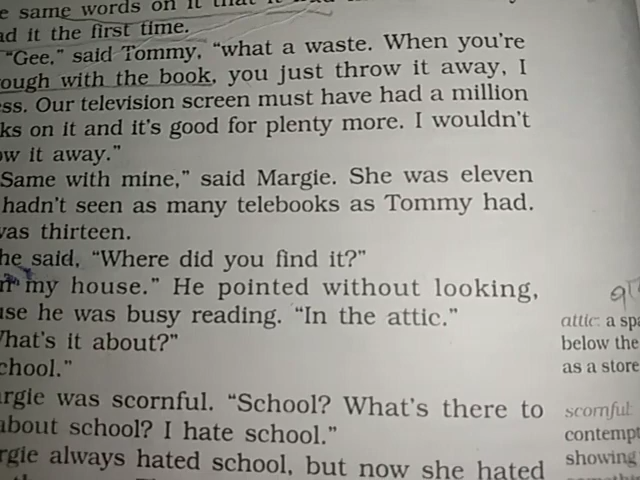 same words on it that it
ad it the first time.
"Gee," said Tommy, "what a waste. When you're
ough with the book, you just throw it away, I
ess. Our television screen must have had a million
ks on it and it's good for plenty more. I wouldn't
ow it away."
Same with mine," said Margie. She was eleven
hadn't seen as many telebooks as Tommy had.
was thirteen.
he said, "Where did you find it?"
my house." He pointed without looking,
use he was busy reading. "In the attic."
hat's it about?"
chool."
rgie was scornful. "School? What's there to
about school? I hate school."
rgie always hated school, but now she hated
attic: a spa
below the
as a store
scornful:
contempt
showing